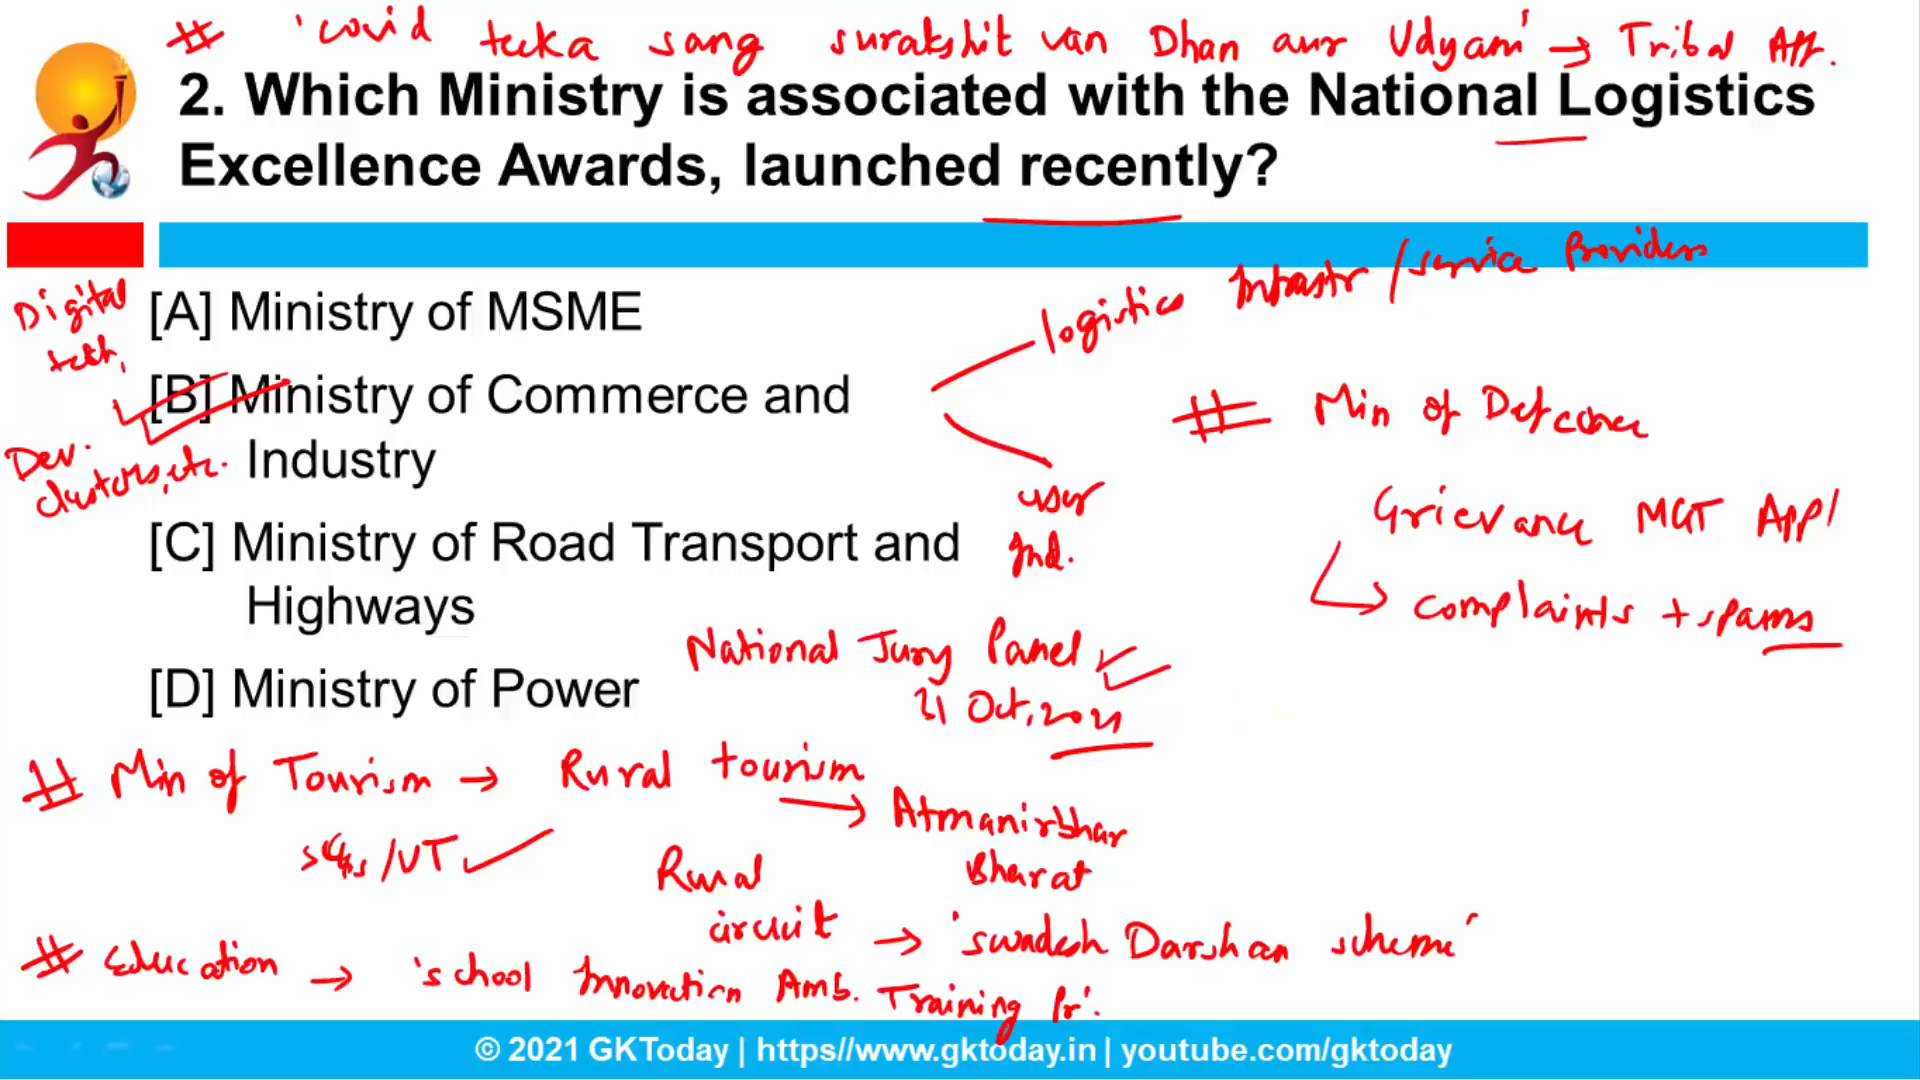 # 'Covid teeka sang surakshit van Dhan aur Udyam' → Tribal Aff.
2. Which Ministry is associated with the National Logistics
Excellence Awards, launched recently?
logistics Infrastr / service Providers
Digital
tech,
[A] Ministry of MSME
[B] Ministry of Commerce and
Industry
Dev.
clusters, etc.
user
Ind.
# Min of Defence
Grievance MGT Appl
complaints + spams
[C] Ministry of Road Transport and
Highways
National Jury Panel
31 Oct, 2021
[D] Ministry of Power
# Min of Tourism → Rural tourism
→ Atmanirbhar
Bharat
/UT
Rural
circuit → 'swadesh Darshan scheme'
# Education → 'school Innovation Amb. Training Pr'.
© 2021 GKToday | https//www.gktoday.in | youtube.com/gktoday